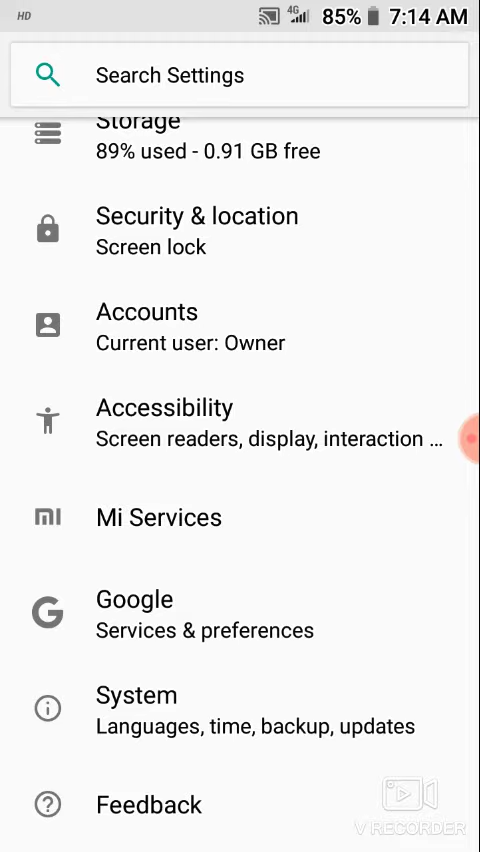 HD 4G 85% 7:14 AM
Search Settings
Storage
89% used - 0.91 GB free
Security & location
Screen lock
Accounts
Current user: Owner
Accessibility
Screen readers, display, interaction ...
MI Mi Services
G Google
Services & preferences
System
Languages, time, backup, updates
? Feedback
V RECORDER